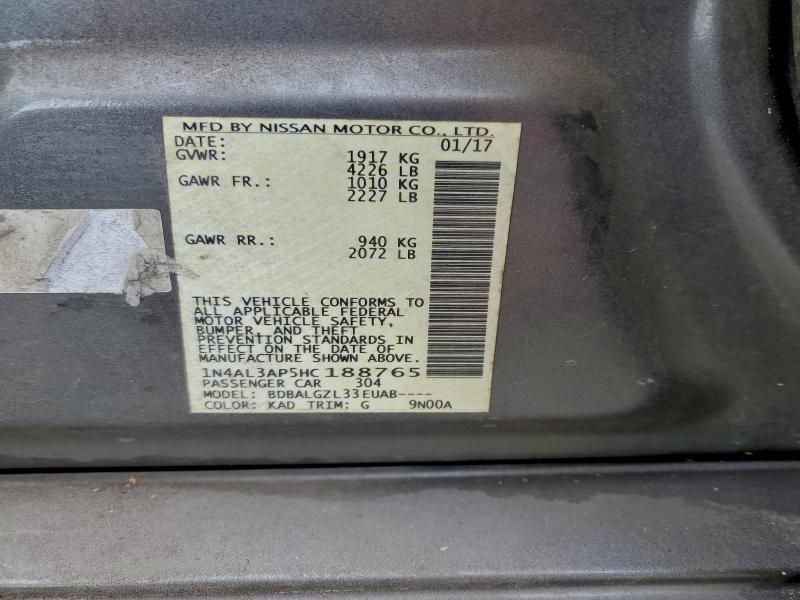 MFD BY NISSAN MOTOR CO., LTD.
DATE: 01/17
GVWR: 1917 KG
4226 LB
GAWR FR.: 1010 KG
2227 LB
GAWR RR.: 940 KG
2072 LB
THIS VEHICLE CONFORMS TO
ALL APPLICABLE FEDERAL
MOTOR VEHICLE SAFETY,
BUMPER, AND THEFT
PREVENTION STANDARDS IN
EFFECT ON THE DATE OF
MANUFACTURE SHOWN ABOVE.
1N4AL3AP5HC188765
PASSENGER CAR 304
MODEL: BDBALGZL33EUAB----
COLOR: KAD TRIM: G 9N00A